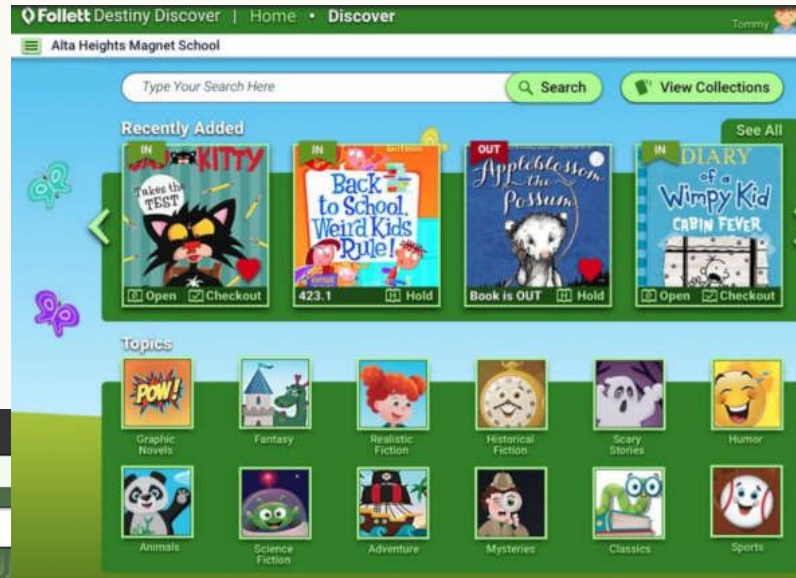 Follett Destiny Discover | Home • Discover
Tommy
Alta Heights Magnet School
Type Your Search Here
Search
View Collections
Recently Added
See All
IN
KITTY
Takes the
TEST
Open Checkout
IN
Back
to School,
Weird Kids
Rule!
423.1 Hold
OUT
Appleblossom
the
Possum
Book is OUT Hold
IN
DIARY
of a
Wimpy Kid
CABIN FEVER
Open Checkout
Topics
POW!
Graphic
Novels
Fantasy
Realistic
Fiction
Historical
Fiction
Scary
Stories
Humor
Animals
Science
Fiction
Adventure
Mysteries
Classics
Sports